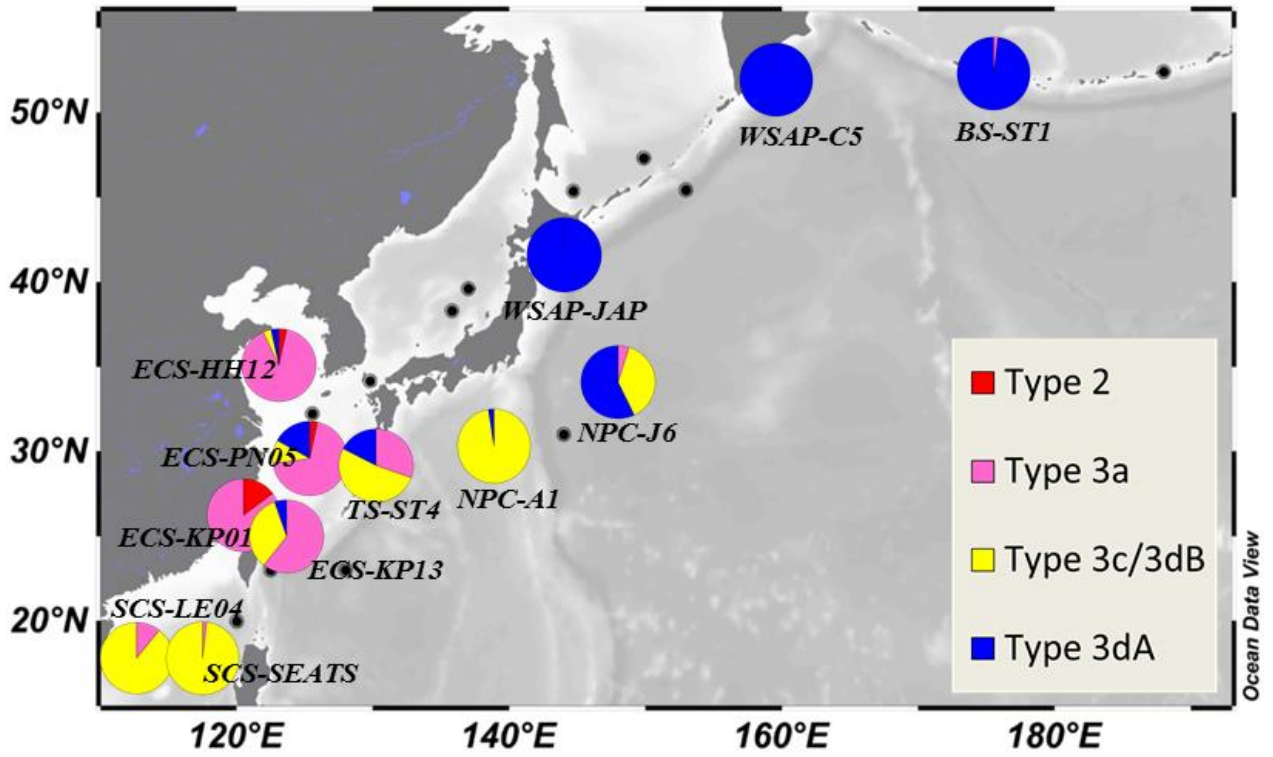 50°N
40°N
30°N
20°N
120°E
140°E
160°E
180°E
WSAP-C5
BS-ST1
WSAP-JAP
ECS-HH12
NPC-J6
ECS-PN05
TS-ST4
NPC-A1
ECS-KP01
ECS-KP13
SCS-LE04
SCS-SEATS
Type 2
Type 3a
Type 3c/3dB
Type 3dA
Ocean Data View